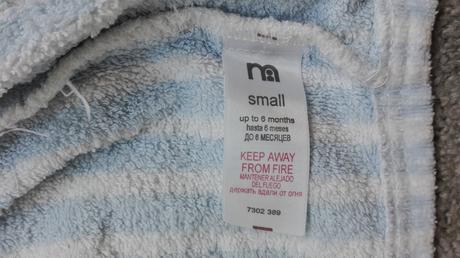 m
small
up to 6 months
hasta 6 meses
ДО 6 МЕСЯЦЕВ
KEEP AWAY
FROM FIRE
MANTENER ALEJADO
DEL FUEGO
держать вдали от огня
7302 389